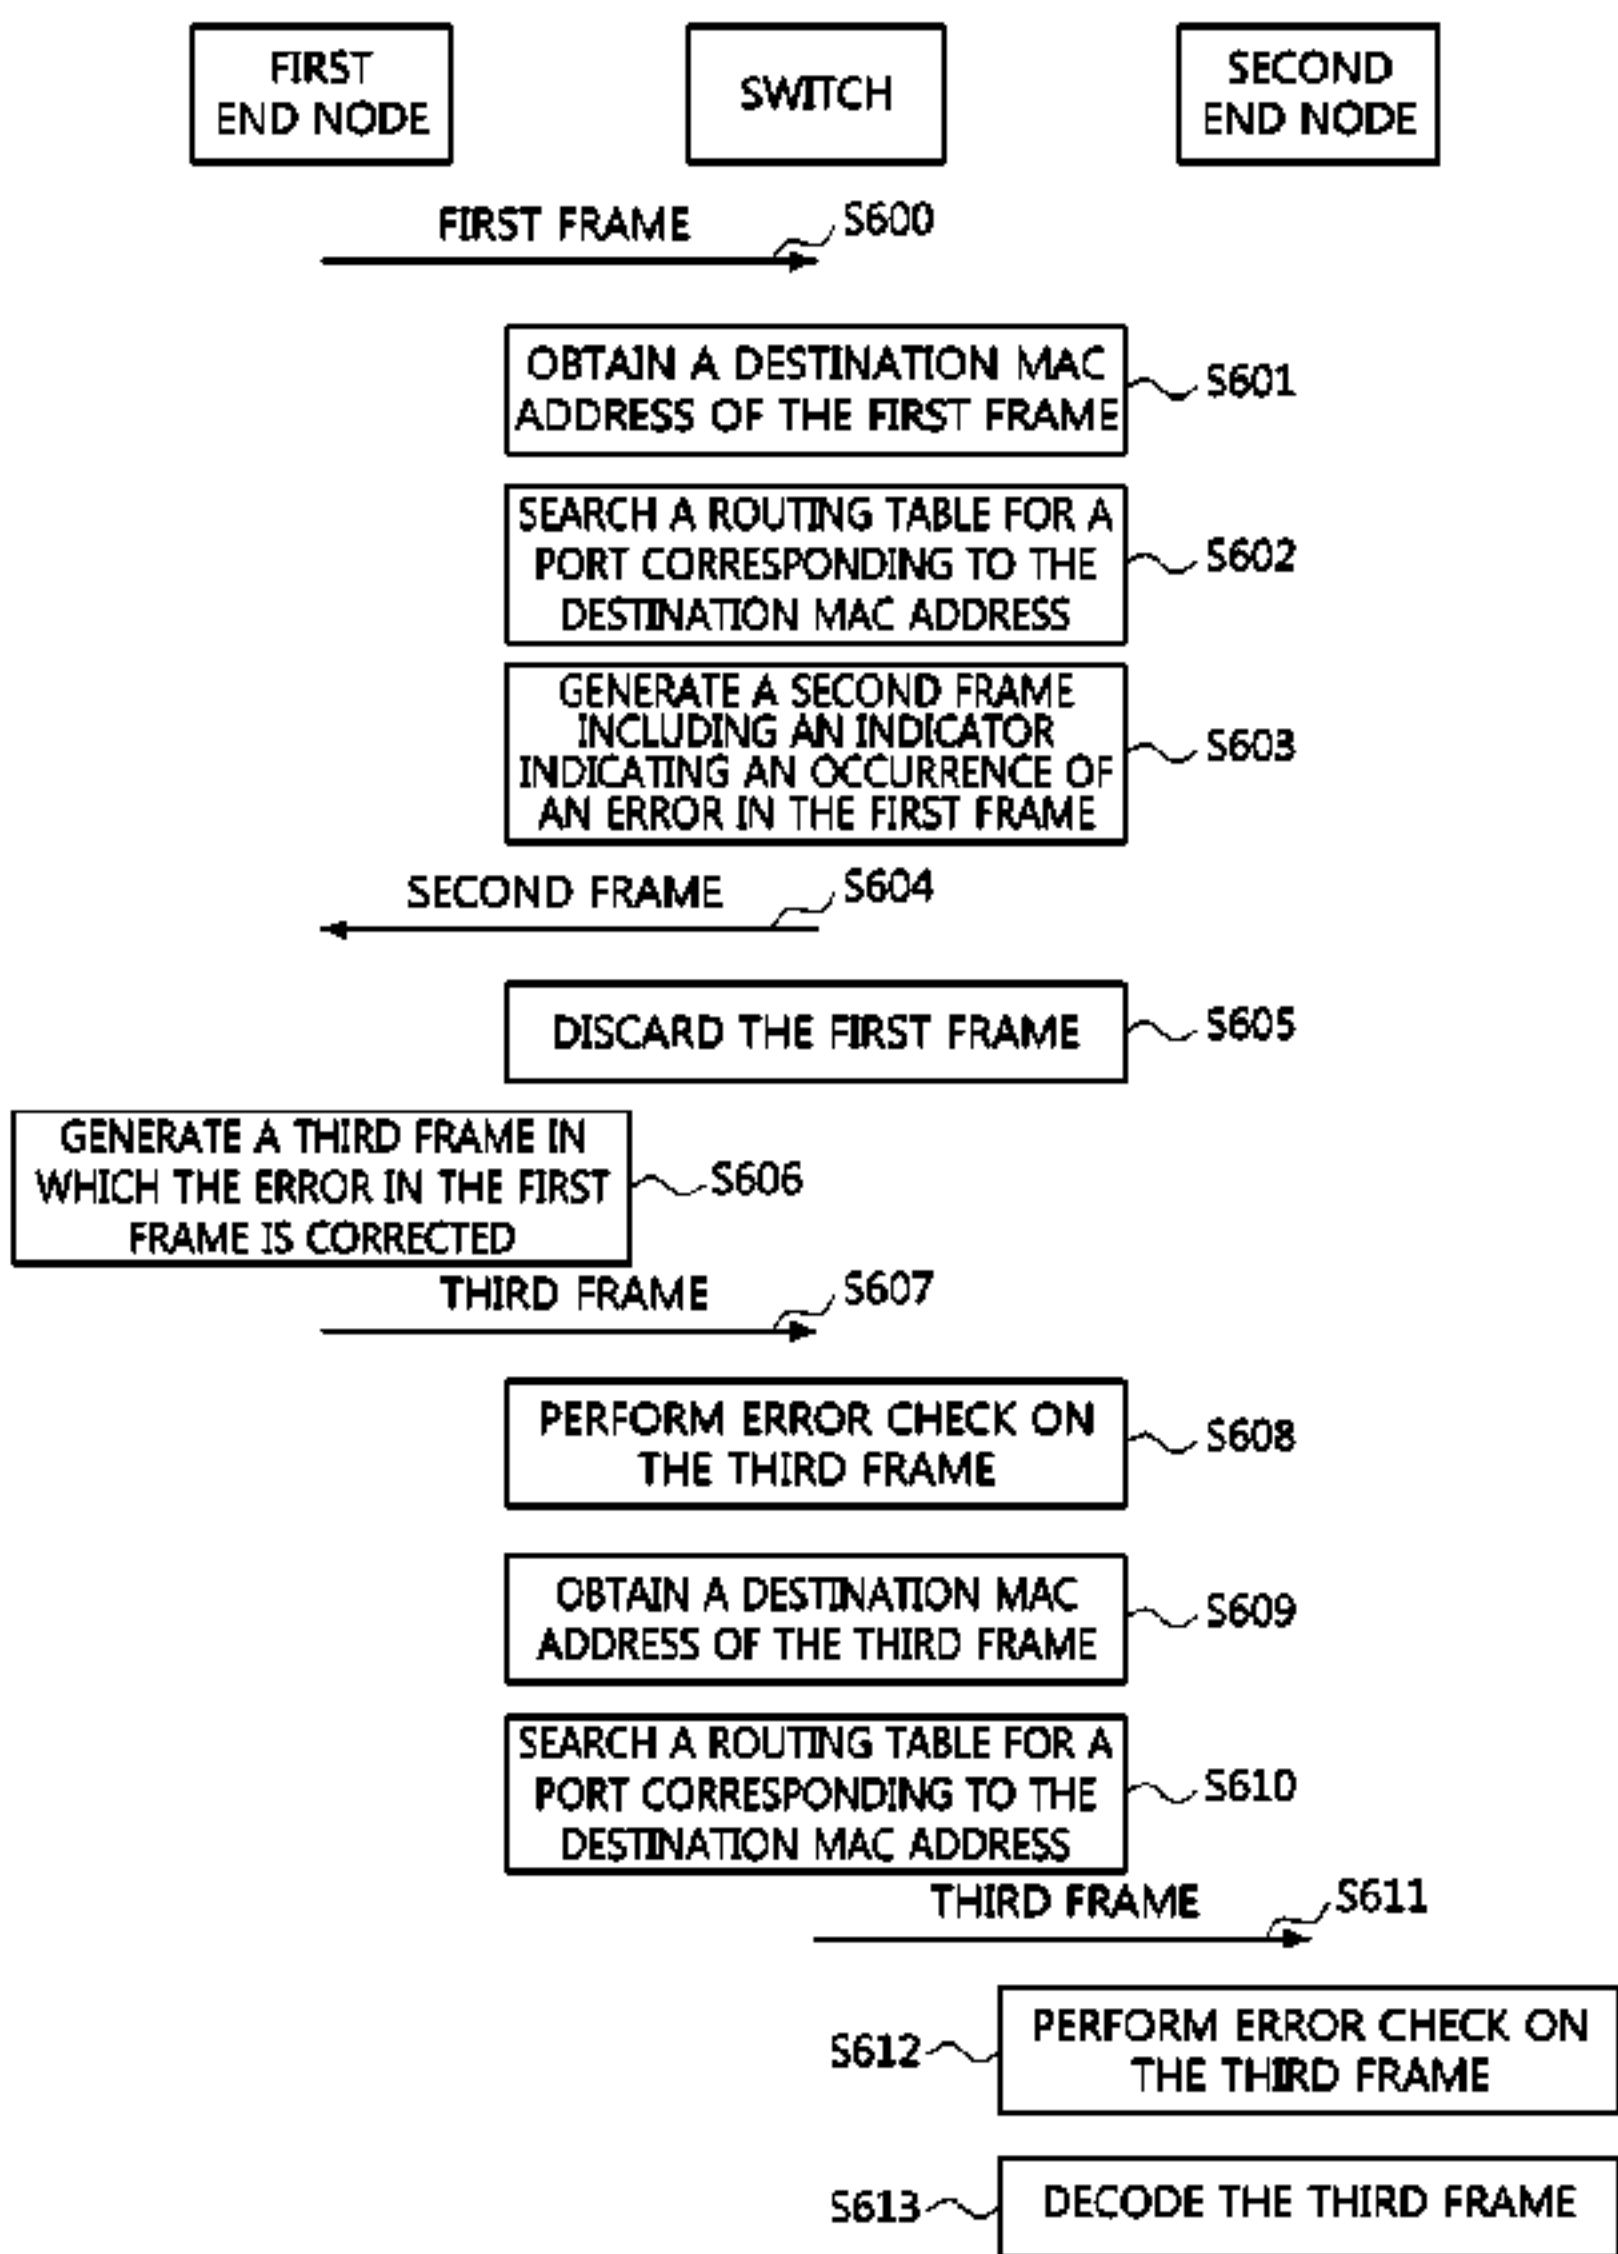 FIRST
END NODE
SWITCH
SECOND
END NODE
FIRST FRAME
S600
OBTAIN A DESTINATION MAC
ADDRESS OF THE FIRST FRAME
S601
SEARCH A ROUTING TABLE FOR A
PORT CORRESPONDING TO THE
DESTINATION MAC ADDRESS
S602
GENERATE A SECOND FRAME
INCLUDING AN INDICATOR
INDICATING AN OCCURRENCE OF
AN ERROR IN THE FIRST FRAME
S603
SECOND FRAME
S604
DISCARD THE FIRST FRAME
S605
GENERATE A THIRD FRAME IN
WHICH THE ERROR IN THE FIRST
FRAME IS CORRECTED
S606
THIRD FRAME
S607
PERFORM ERROR CHECK ON
THE THIRD FRAME
S608
OBTAIN A DESTINATION MAC
ADDRESS OF THE THIRD FRAME
S609
SEARCH A ROUTING TABLE FOR A
PORT CORRESPONDING TO THE
DESTINATION MAC ADDRESS
S610
THIRD FRAME
S611
S612
PERFORM ERROR CHECK ON
THE THIRD FRAME
S613
DECODE THE THIRD FRAME